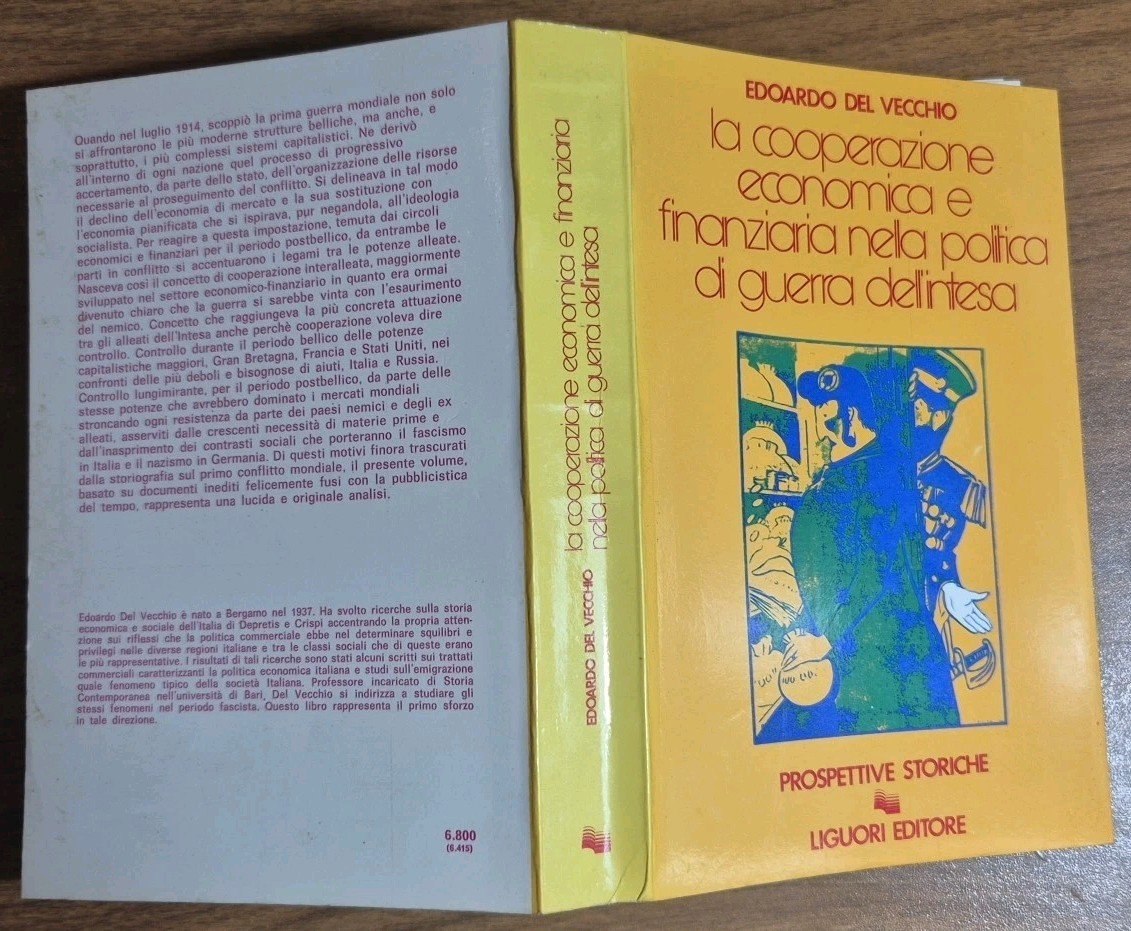 Quando nel luglio 1914, scoppiò la prima guerra mondiale non solo
si affrontarono le più moderne strutture belliche, ma anche, e
soprattutto, i più complessi sistemi capitalistici. Ne derivò
all'interno di ogni nazione quel processo di progressivo
accertamento, da parte dello stato, dell'organizzazione delle risorse
necessarie al proseguimento del conflitto. Si delineava in tal modo
il declino dell'economia di mercato e la sua sostituzione con
l'economia pianificata che si ispirava, pur negandola, all'ideologia
socialista. Per reagire a questa impostazione, temuta dai circoli
economici e finanziari per il periodo postbellico, da entrambe le
parti in conflitto si accentuarono i legami tra le potenze alleate.
Nasceva così il concetto di cooperazione interalleata, maggiormente
sviluppato nel settore economico-finanziario in quanto era ormai
divenuto chiaro che la guerra si sarebbe vinta con l'esaurimento
del nemico. Concetto che raggiungeva la più concreta attuazione
tra gli alleati dell'Intesa anche perchè cooperazione voleva dire
controllo. Controllo durante il periodo bellico delle potenze
capitalistiche maggiori, Gran Bretagna, Francia e Stati Uniti, nei
confronti delle più deboli e bisognose di aiuti, Italia e Russia.
Controllo lungimirante, per il periodo postbellico, da parte delle
stesse potenze che avrebbero dominato i mercati mondiali
stroncando ogni resistenza da parte dei paesi nemici e degli ex
alleati, asserviti dalle crescenti necessità di materie prime e
dall'inasprimento dei contrasti sociali che porteranno il fascismo
in Italia e il nazismo in Germania. Di questi motivi finora trascurati
dalla storiografia sul primo conflitto mondiale, il presente volume,
basato su documenti inediti felicemente fusi con la pubblicistica
del tempo, rappresenta una lucida e originale analisi.
Edoardo Del Vecchio è nato a Bergamo nel 1937. Ha svolto ricerche sulla storia
economica e sociale dell'Italia di Depretis e Crispi accentrando la propria atten-
zione sui riflessi che la politica commerciale ebbe nel determinare squilibri e
privilegi nelle diverse regioni italiane e tra le classi sociali che di queste erano
le più rappresentative. I risultati di tali ricerche sono stati alcuni scritti sui trattati
commerciali caratterizzanti la politica economica italiana e studi sull'emigrazione
quale fenomeno tipico della società Italiana. Professore incaricato di Storia
Contemporanea nell'università di Bari, Del Vecchio si indirizza a studiare gli
stessi fenomeni nel periodo fascista. Questo libro rappresenta il primo sforzo
in tale direzione.
6.800
(6.415)
EDOARDO DEL VECCHIO
la cooperazione economica e finanziaria
nella politica di guerra dell'intesa
EDOARDO DEL VECCHIO
la cooperazione
economica e
finanziaria nella politica
di guerra dell'intesa
PROSPETTIVE STORICHE
LIGUORI EDITORE